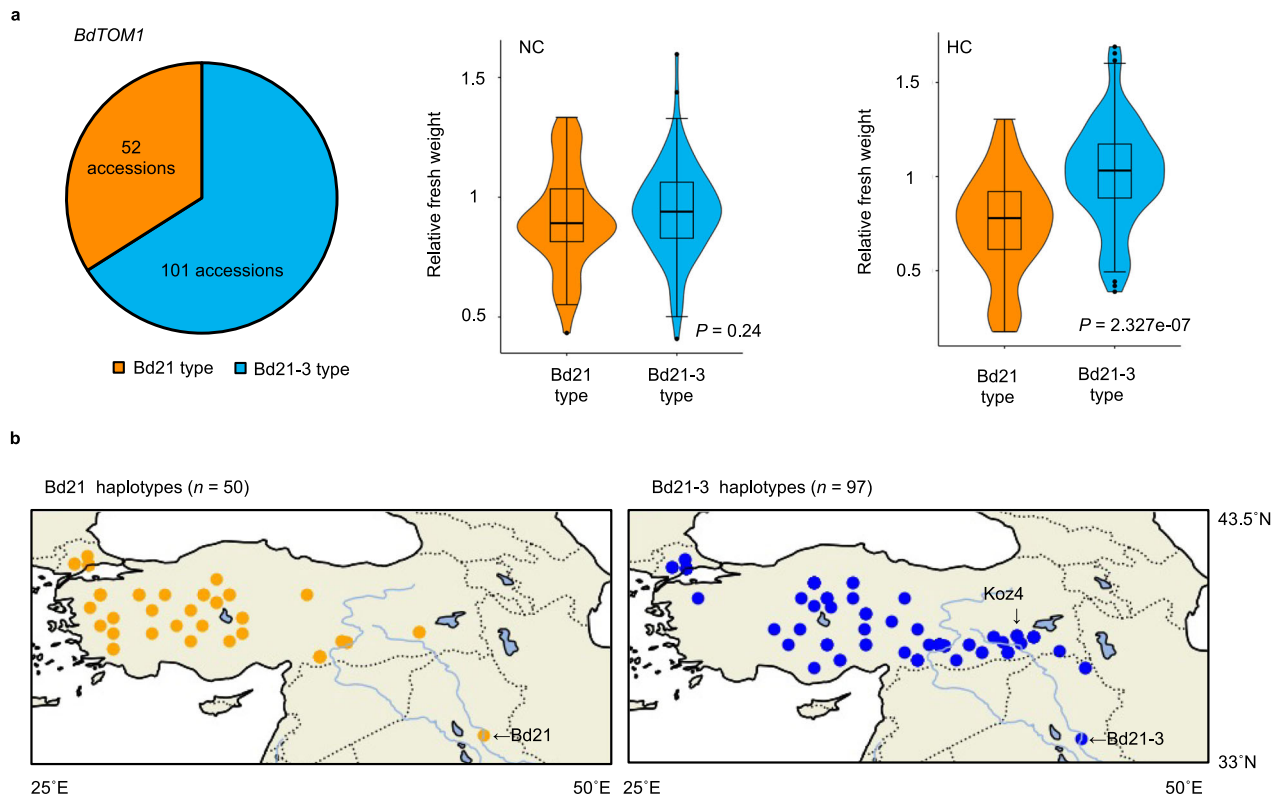 a
BdTOM1
52
accessions
101 accessions
Bd21 type
Bd21-3 type
NC
Relative fresh weight
1.5
1
0.5
P = 0.24
Bd21
type
Bd21-3
type
HC
Relative fresh weight
1.5
1
0.5
P = 2.327e-07
Bd21
type
Bd21-3
type
b
Bd21 haplotypes (n = 50)
Bd21-3 haplotypes (n = 97)
43.5˚N
Koz4
←Bd21
←Bd21-3
33˚N
25˚E
50˚E
25˚E
50˚E